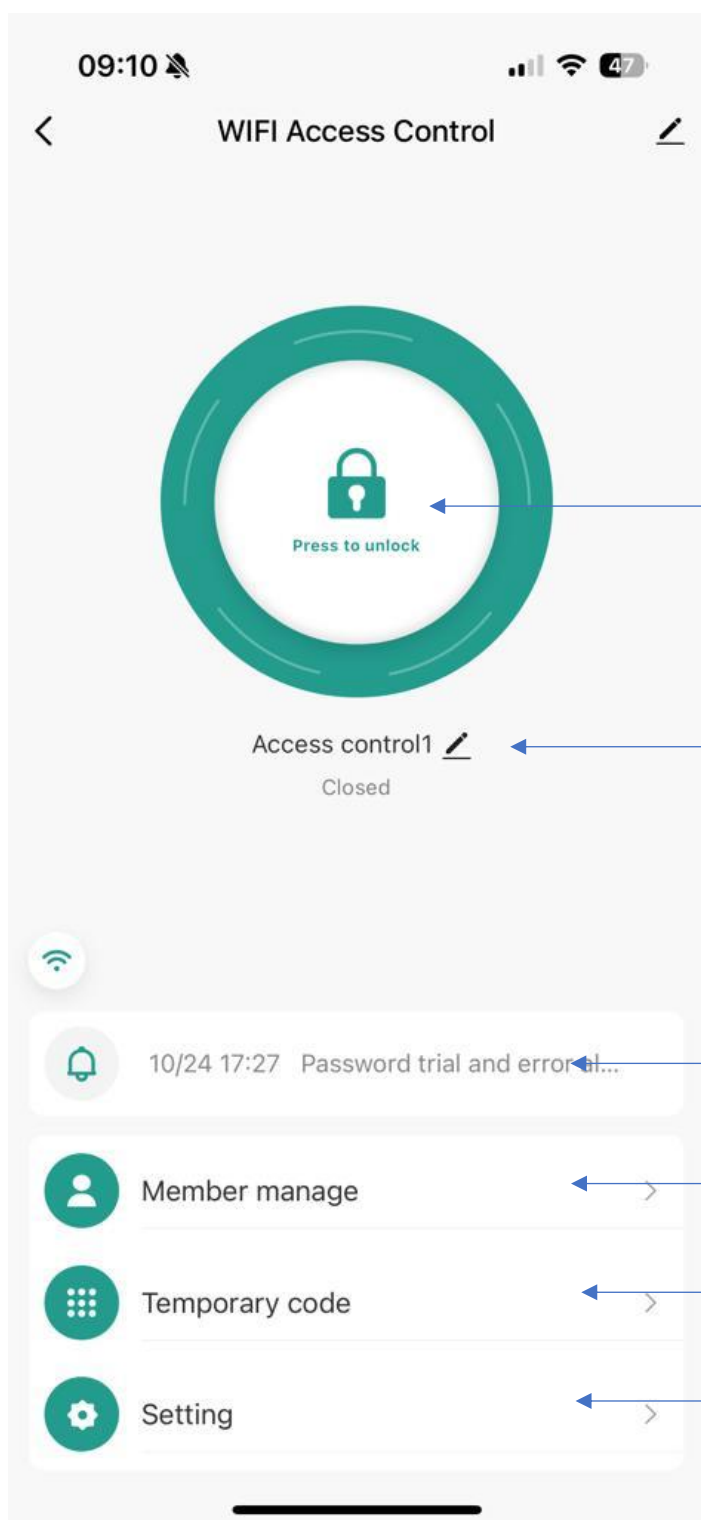 09:10
47
WIFI Access Control
Press to unlock
Access control1
Closed
10/24 17:27 Password trial and error al...
Member manage
Temporary code
Setting